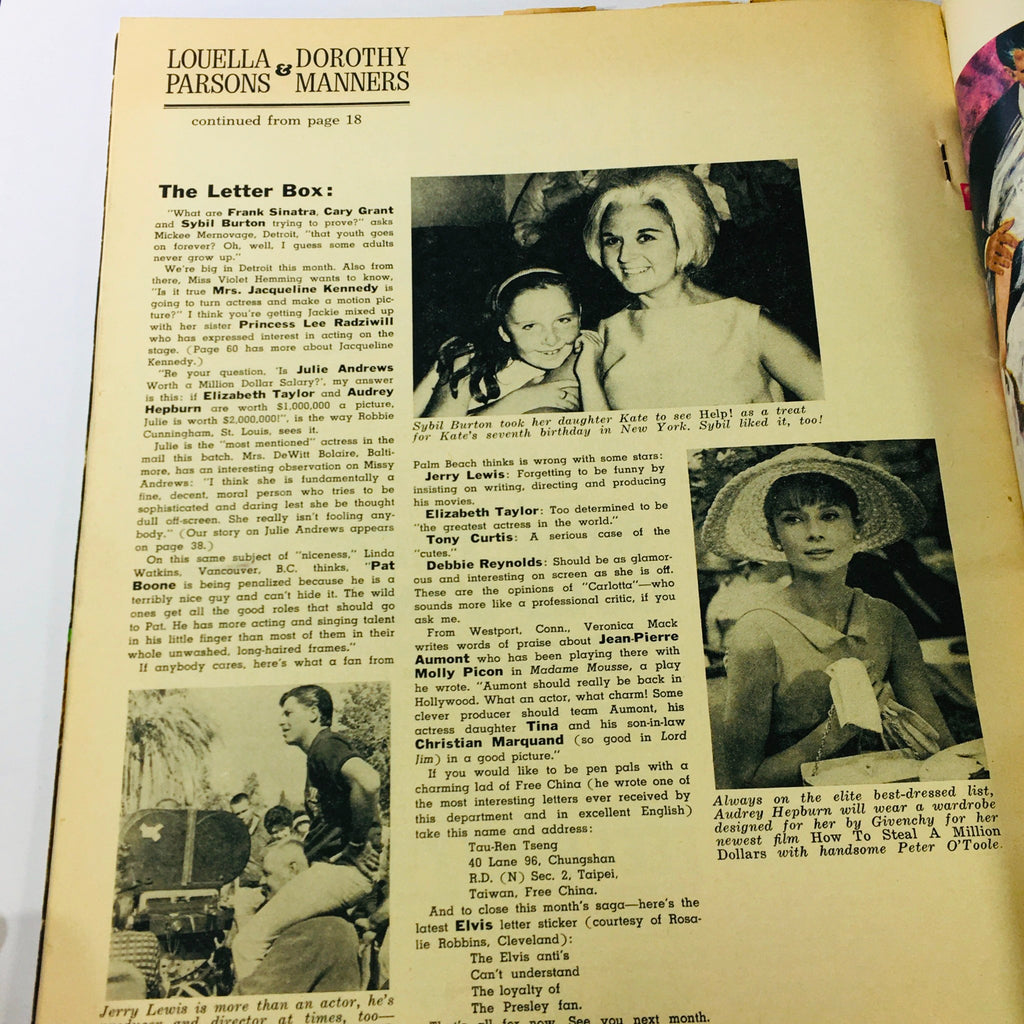 LOUELLA & DOROTHY
PARSONS MANNERS
continued from page 18
The Letter Box:
"What are Frank Sinatra, Cary Grant
and Sybil Burton trying to prove?" asks
Mickee Mernovage, Detroit, "that youth goes
on forever? Oh, well, I guess some adults
never grow up."
We're big in Detroit this month. Also from
there, Miss Violet Hemming wants to know,
"Is it true Mrs. Jacqueline Kennedy is
going to turn actress and make a motion pic-
ture?" I think you're getting Jackie mixed up
with her sister Princess Lee Radziwill
who has expressed interest in acting on the
stage. (Page 60 has more about Jacqueline
Kennedy.)
"Re your question, 'Is Julie Andrews
Worth a Million Dollar Salary?', my answer
is this: if Elizabeth Taylor and Audrey
Hepburn are worth $1,000,000 a picture,
Julie is worth $2,000,000!", is the way Robbie
Cunningham, St. Louis, sees it.
Julie is the "most mentioned" actress in the
mail this batch. Mrs. DeWitt Bolaire, Balti-
more, has an interesting observation on Missy
Andrews: "I think she is fundamentally a
fine, decent, moral person who tries to be
sophisticated and daring lest she be thought
dull off-screen. She really isn't fooling any-
body." (Our story on Julie Andrews appears
on page 38.)
On this same subject of "niceness," Linda
Watkins, Vancouver, B.C. thinks, "Pat
Boone is being penalized because he is a
terribly nice guy and can't hide it. The wild
ones get all the good roles that should go
to Pat. He has more acting and singing talent
in his little finger than most of them in their
whole unwashed, long-haired frames."
If anybody cares, here's what a fan from
Jerry Lewis is more than an actor, he's
producer and director at times, too—
Sybil Burton took her daughter Kate to see Help! as a treat
for Kate's seventh birthday in New York. Sybil liked it, too!
Palm Beach thinks is wrong with some stars:
Jerry Lewis: Forgetting to be funny by
insisting on writing, directing and producing
his movies.
Elizabeth Taylor: Too determined to be
"the greatest actress in the world."
Tony Curtis: A serious case of the
"cutes."
Debbie Reynolds: Should be as glamor-
ous and interesting on screen as she is off.
These are the opinions of "Carlotta"—who
sounds more like a professional critic, if you
ask me.
From Westport, Conn., Veronica Mack
writes words of praise about Jean-Pierre
Aumont who has been playing there with
Molly Picon in Madame Mousse, a play
he wrote. "Aumont should really be back in
Hollywood. What an actor, what charm! Some
clever producer should team Aumont, his
actress daughter Tina and his son-in-law
Christian Marquand (so good in Lord
Jim) in a good picture."
If you would like to be pen pals with a
charming lad of Free China (he wrote one of
the most interesting letters ever received by
this department and in excellent English)
take this name and address:
Tau-Ren Tseng
40 Lane 96, Chungshan
R.D. (N) Sec. 2, Taipei,
Taiwan, Free China.
And to close this month's saga—here's the
latest Elvis letter sticker (courtesy of Rosa-
lie Robbins, Cleveland):
The Elvis anti's
Can't understand
The loyalty of
The Presley fan.
That's all for now. See you next month.
Always on the elite best-dressed list,
Audrey Hepburn will wear a wardrobe
designed for her by Givenchy for her
newest film How To Steal A Million
Dollars with handsome Peter O'Toole.